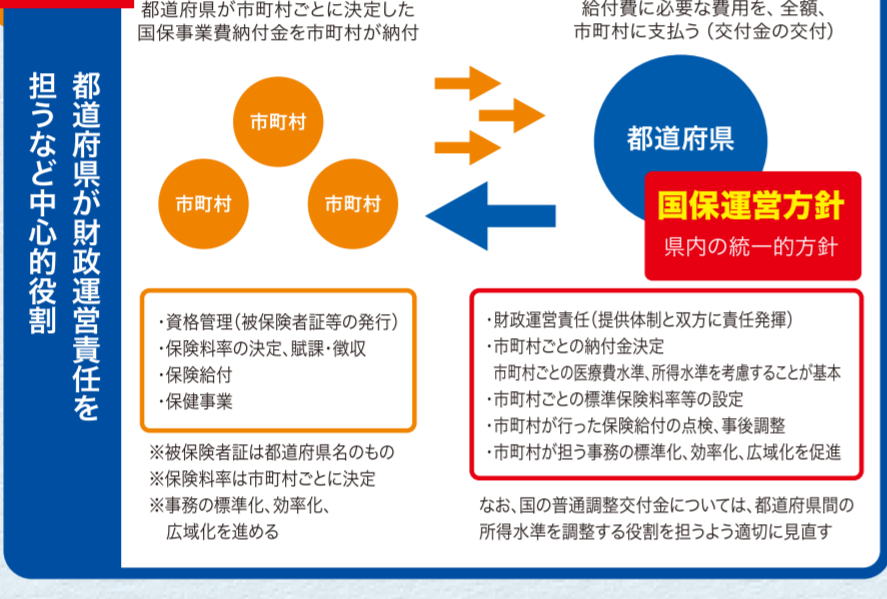 都道府県が財政運営責任を
担うなど中心的役割
都道府県が市町村ごとに決定した
国保事業費納付金を市町村が納付
給付費に必要な費用を、全額、
市町村に支払う（交付金の交付）
市町村
市町村
市町村
都道府県
国保運営方針
県内の統一的方針
・資格管理（被保険者証等の発行）
・保険料率の決定、賦課・徴収
・保険給付
・保健事業
※被保険者証は都道府県名のもの
※保険料率は市町村ごとに決定
※事務の標準化、効率化、
広域化を進める
・財政運営責任（提供体制と双方に責任発揮）
・市町村ごとの納付金決定
市町村ごとの医療費水準、所得水準を考慮することが基本
・市町村ごとの標準保険料率等の設定
・市町村が行った保険給付の点検、事後調整
・市町村が担う事務の標準化、効率化、広域化を促進
なお、国の普通調整交付金については、都道府県間の
所得水準を調整する役割を担うよう適切に見直す